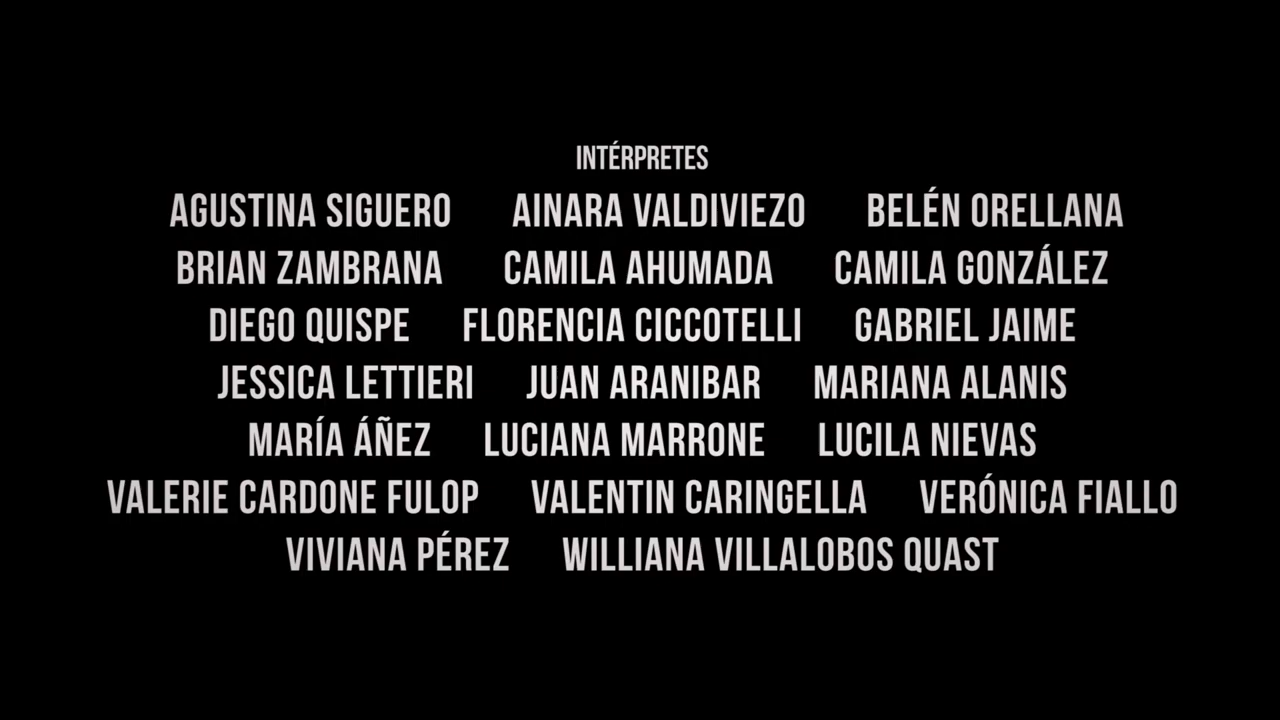 INTÉRPRETES
AGUSTINA SIGUERO AINARA VALDIVIEZO BELÉN ORELLANA
BRIAN ZAMBRANA CAMILA AHUMADA CAMILA GONZÁLEZ
DIEGO QUISPE FLORENCIA CICCOTELLI GABRIEL JAIME
JESSICA LETTIERI JUAN ARANIBAR MARIANA ALANIS
MARÍA ÁÑEZ LUCIANA MARRONE LUCILA NIEVAS
VALERIE CARDONE FULOP VALENTIN CARINGELLA VERÓNICA FIALLO
VIVIANA PÉREZ WILLIANA VILLALOBOS QUAST